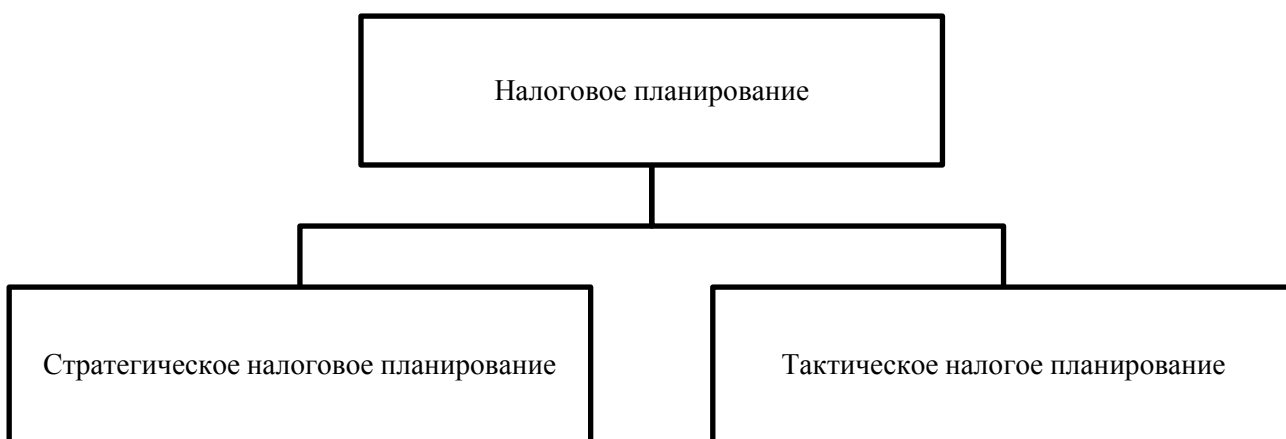 Налоговое планирование
Стратегическое налоговое планирование
Тактическое налогое планирование